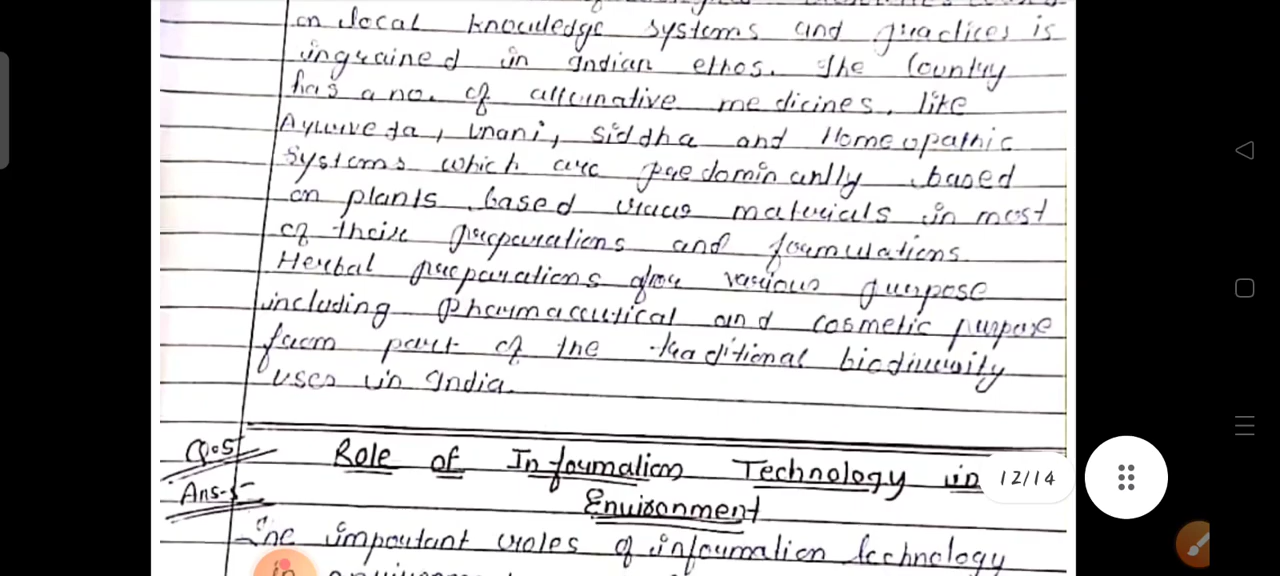 on local knowledge systems and practices is
ingrained in Indian ethos. The Country
has a no. of alternative medicines, like
Ayurveda, Unani, Siddha and Homeopathic
Systems which are predominantly based
on plants based raw materials in most
of their preparations and formulations.
Herbal preparations for various purpose
including Pharmaceutical and cosmetic purpose
form part of the traditional biodiversity
uses in India.
Q.5 Role of Information Technology in
12/14
Ans-5 Environment
The important roles of information technology